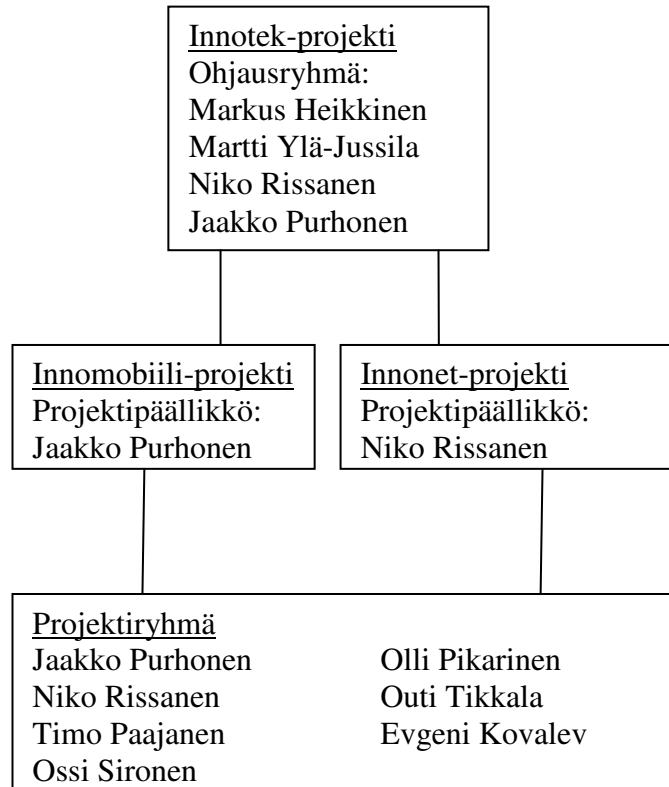 Innotek-projekti
Ohjausryhmä:
Markus Heikkinen
Martti Ylä-Jussila
Niko Rissanen
Jaakko Purhonen
Innomobiili-projekti
Projektipäällikkö:
Jaakko Purhonen
Innonet-projekti
Projektipäällikkö:
Niko Rissanen
Projektiryhmä
Jaakko Purhonen
Niko Rissanen
Timo Paajanen
Ossi Sironen
Olli Pikarinen
Outi Tikkala
Evgeni Kovalev